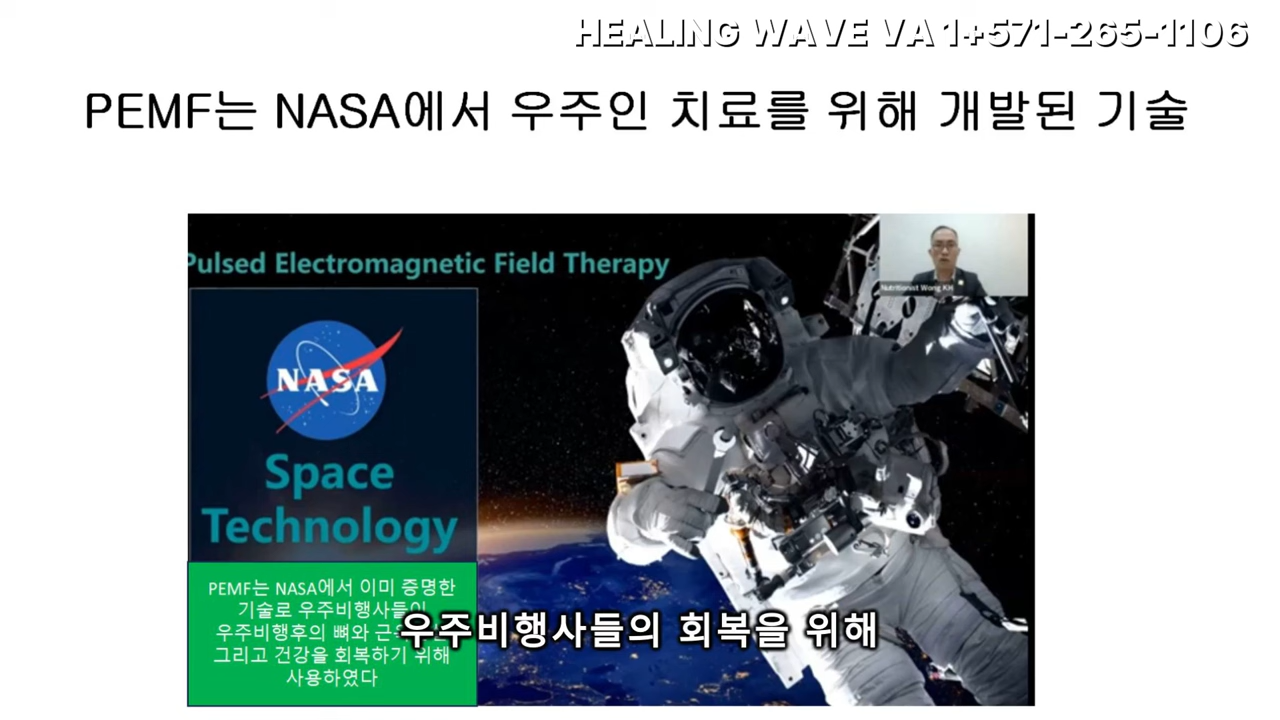 HEALING WAVE VA 1+571-265-1106
PEMF는 NASA에서 우주인 치료를 위해 개발된 기술
Pulsed Electromagnetic Field Therapy
Nutritionist Wong KH
NASA
Space
Technology
PEMF는 NASA에서 이미 증명한
기술로 우주비행사들이
우주비행후의 뼈와
그리고 건강을 회복하기 위해
사용하였다
우주비행사들의 회복을 위해